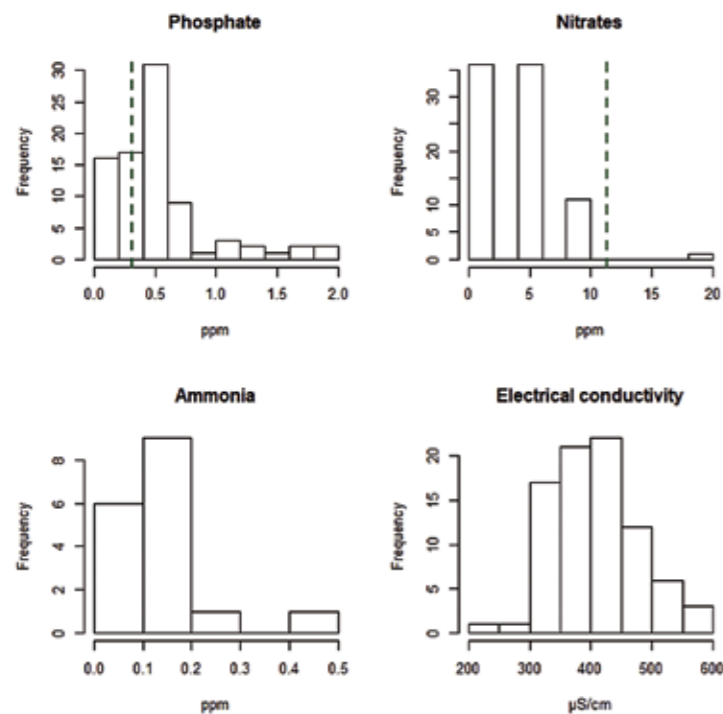 Phosphate
Frequency
0 5 10 15 20 25 30
0.0 0.5 1.0 1.5 2.0
ppm
Nitrates
Frequency
0 5 10 20 30
0 5 10 15 20
ppm
Ammonia
Frequency
0 2 4 6 8
0.0 0.1 0.2 0.3 0.4 0.5
ppm
Electrical conductivity
Frequency
0 5 10 15 20
200 300 400 500 600
µS/cm